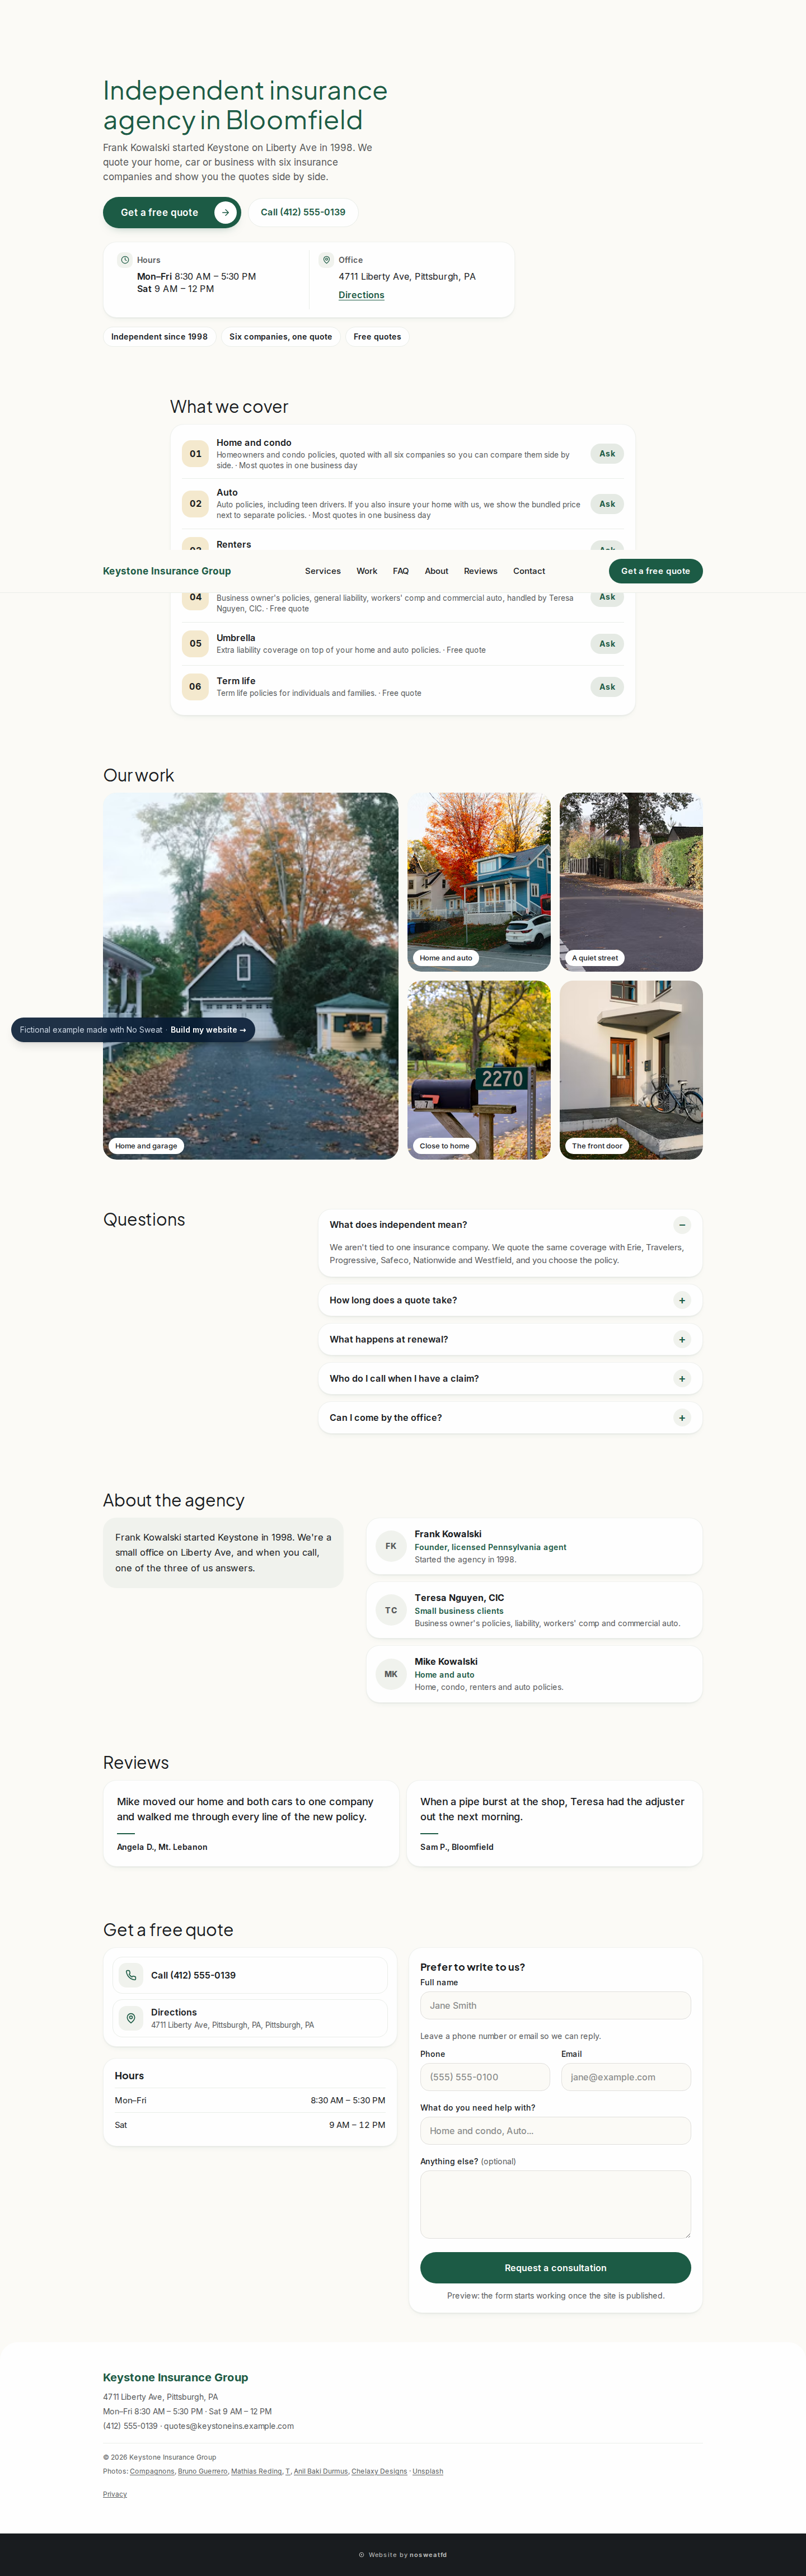 Independent insurance
agency in Bloomfield
Frank Kowalski started Keystone on Liberty Ave in 1998. We
quote your home, car or business with six insurance
companies and show you the quotes side by side.
Get a free quote
Call (412) 555-0139
Hours
Mon–Fri 8:30 AM – 5:30 PM
Sat 9 AM – 12 PM
Office
4711 Liberty Ave, Pittsburgh, PA
Directions
Independent since 1998
Six companies, one quote
Free quotes
What we cover
01
Home and condo
Homeowners and condo policies, quoted with all six companies so you can compare them side by
side. · Most quotes in one business day
Ask
02
Auto
Auto policies, including teen drivers. If you also insure your home with us, we show the bundled price
next to separate policies. · Most quotes in one business day
Ask
Renters
Keystone Insurance Group
Services
Work
FAQ
About
Reviews
Contact
Get a free quote
04
Business owner's policies, general liability, workers' comp and commercial auto, handled by Teresa
Nguyen, CIC. · Free quote
Ask
05
Umbrella
Extra liability coverage on top of your home and auto policies. · Free quote
Ask
06
Term life
Term life policies for individuals and families. · Free quote
Ask
Our work
Home and garage
Home and auto
A quiet street
2270
Close to home
The front door
Fictional example made with No Sweat · Build my website →
Questions
What does independent mean?
We aren't tied to one insurance company. We quote the same coverage with Erie, Travelers,
Progressive, Safeco, Nationwide and Westfield, and you choose the policy.
How long does a quote take?
What happens at renewal?
Who do I call when I have a claim?
Can I come by the office?
About the agency
Frank Kowalski started Keystone in 1998. We're a
small office on Liberty Ave, and when you call,
one of the three of us answers.
FK
Frank Kowalski
Founder, licensed Pennsylvania agent
Started the agency in 1998.
TC
Teresa Nguyen, CIC
Small business clients
Business owner's policies, liability, workers' comp and commercial auto.
MK
Mike Kowalski
Home and auto
Home, condo, renters and auto policies.
Reviews
Mike moved our home and both cars to one company
and walked me through every line of the new policy.
Angela D., Mt. Lebanon
When a pipe burst at the shop, Teresa had the adjuster
out the next morning.
Sam P., Bloomfield
Get a free quote
Call (412) 555-0139
Directions
4711 Liberty Ave, Pittsburgh, PA, Pittsburgh, PA
Hours
Mon–Fri 8:30 AM – 5:30 PM
Sat 9 AM – 12 PM
Prefer to write to us?
Full name
Jane Smith
Leave a phone number or email so we can reply.
Phone
Email
(555) 555-0100
jane@example.com
What do you need help with?
Home and condo, Auto...
Anything else? (optional)
Request a consultation
Preview: the form starts working once the site is published.
Keystone Insurance Group
4711 Liberty Ave, Pittsburgh, PA
Mon–Fri 8:30 AM – 5:30 PM · Sat 9 AM – 12 PM
(412) 555-0139 · quotes@keystoneins.example.com
© 2026 Keystone Insurance Group
Photos: Compagnons, Bruno Guerrero, Mathias Reding, T, Anil Baki Durmus, Chelaxy Designs · Unsplash
Privacy
Website by nosweatfd